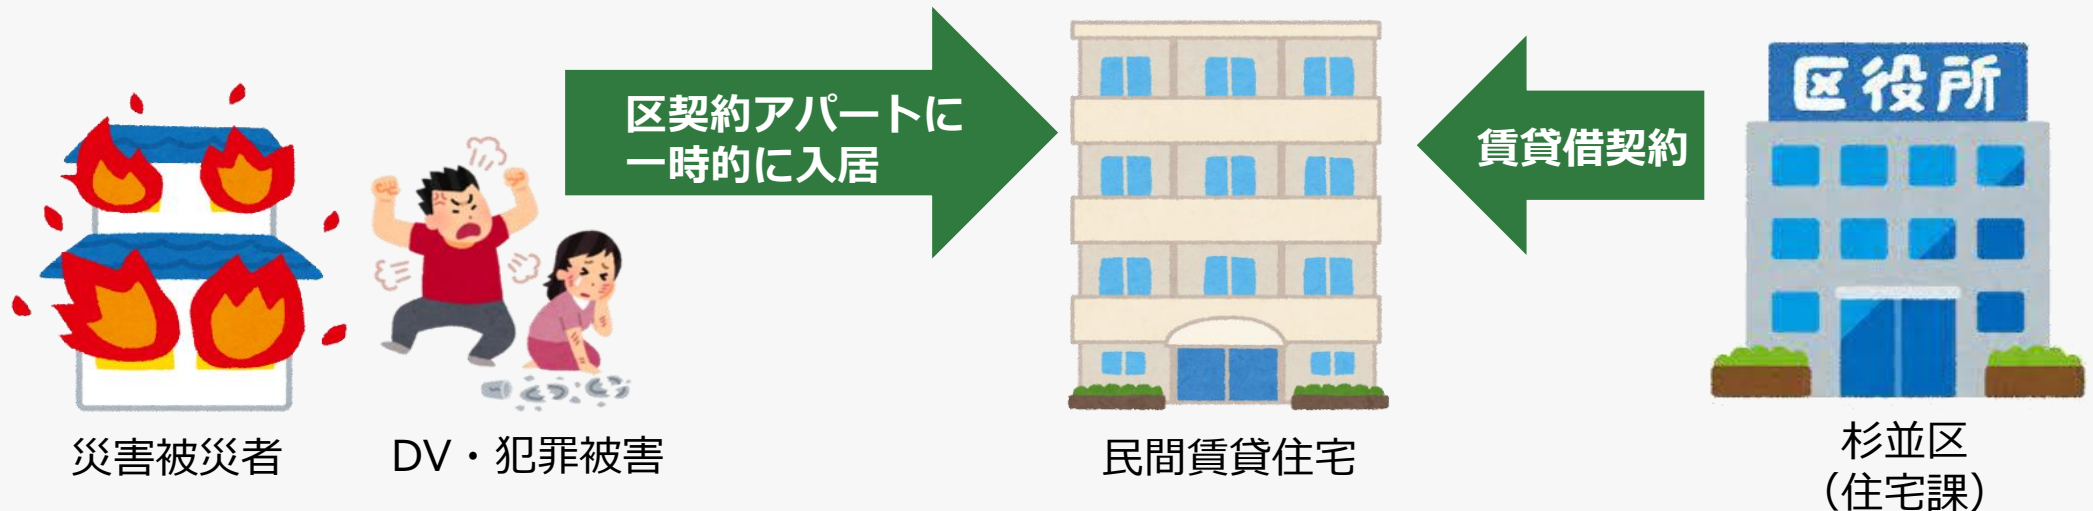 区契約アパートに
一時的に入居
賃貸借契約
区役所
災害被災者
DV・犯罪被害
民間賃貸住宅
杉並区
（住宅課）